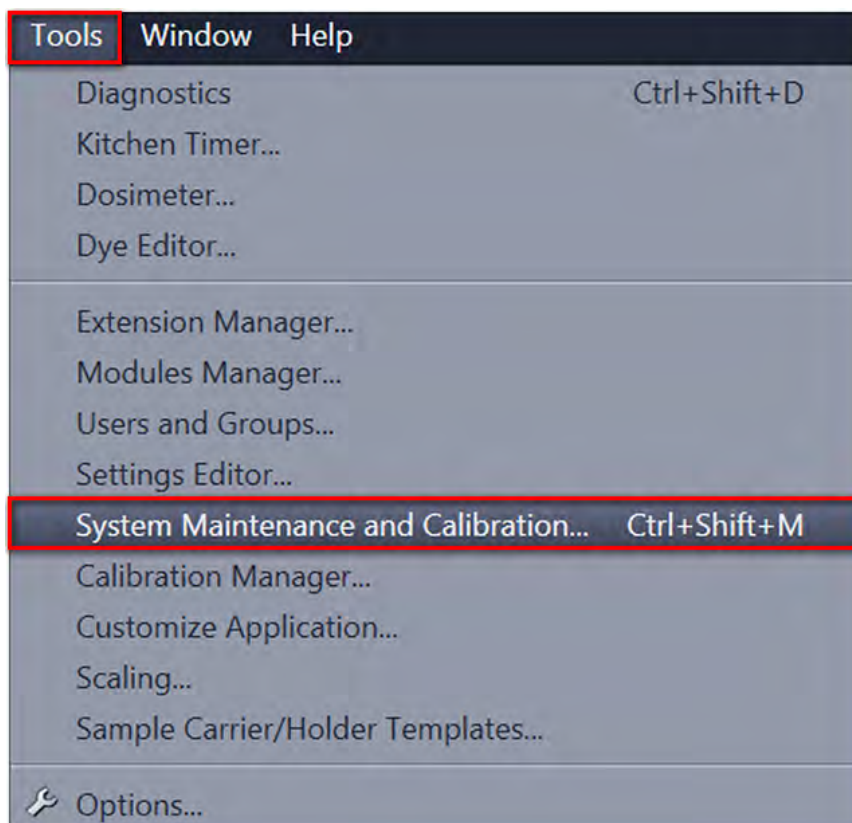 Tools Window Help
Diagnostics Ctrl+Shift+D
Kitchen Timer...
Dosimeter...
Dye Editor...
Extension Manager...
Modules Manager...
Users and Groups...
Settings Editor...
System Maintenance and Calibration... Ctrl+Shift+M
Calibration Manager...
Customize Application...
Scaling...
Sample Carrier/Holder Templates...
Options...